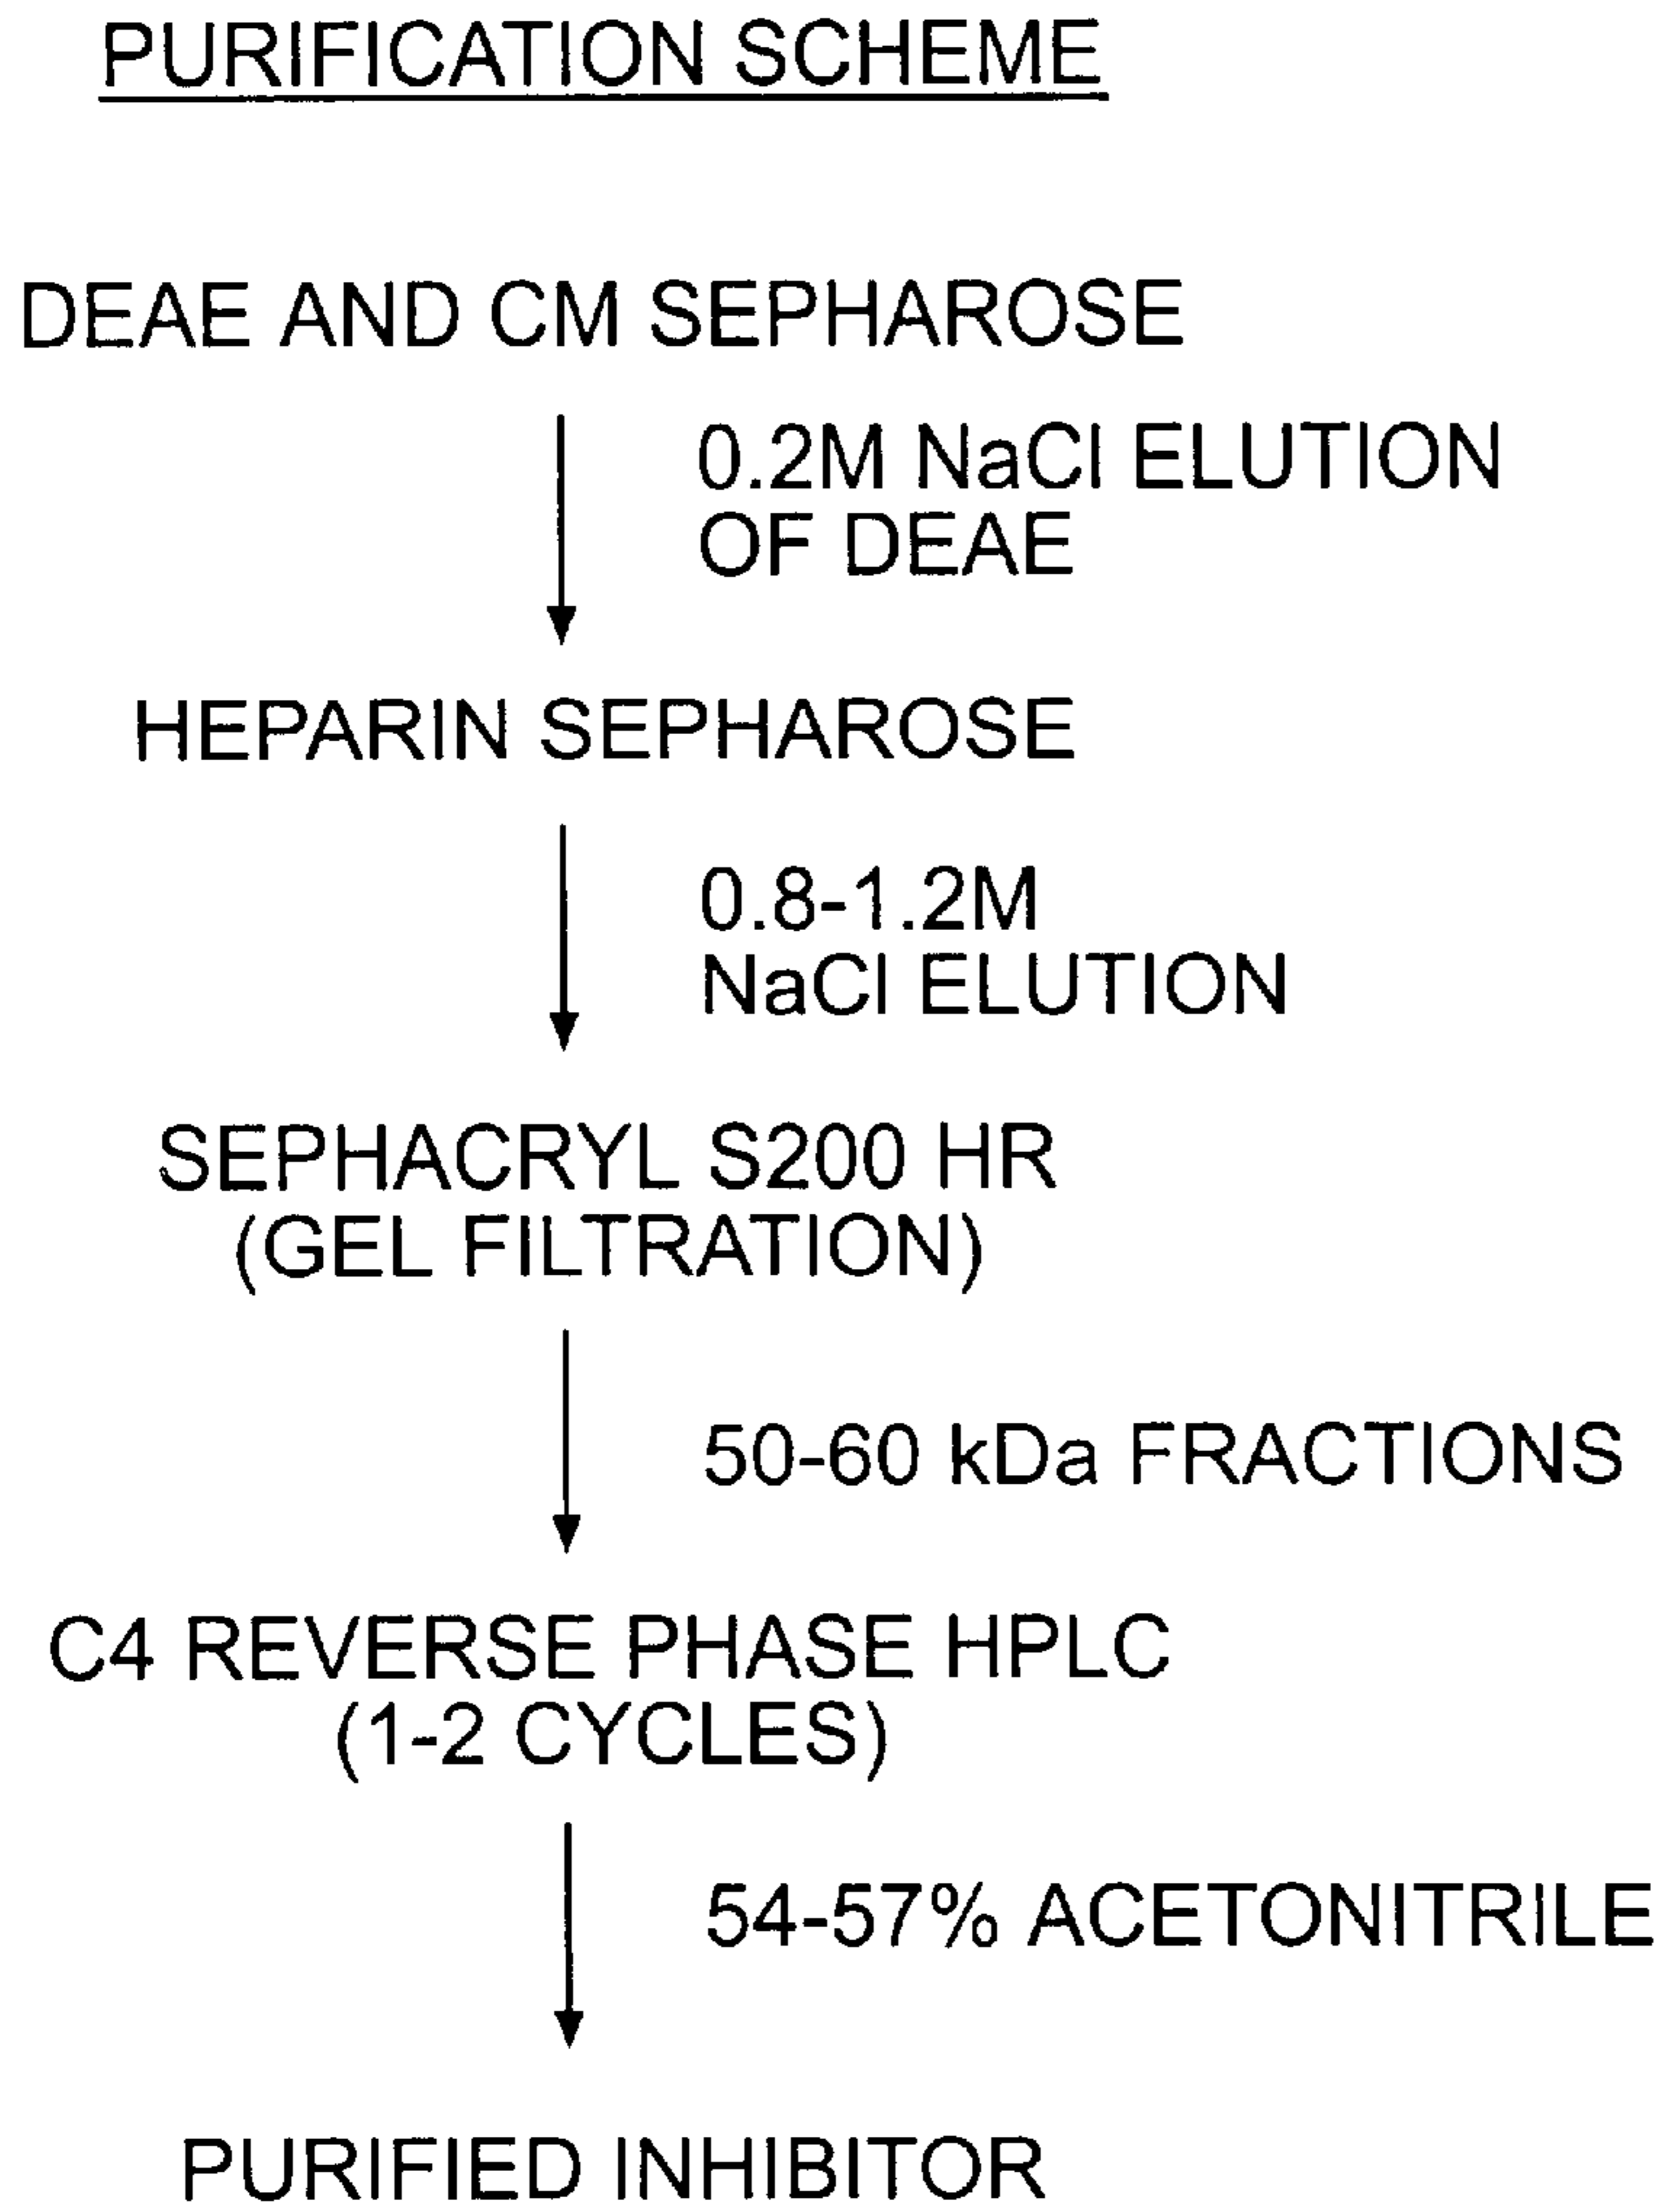 PURIFICATION SCHEME
DEAE AND CM SEPHAROSE
0.2M NaCl ELUTION
OF DEAE
HEPARIN SEPHAROSE
0.8-1.2M
NaCl ELUTION
SEPHACRYL S200 HR
(GEL FILTRATION)
50-60 kDa FRACTIONS
C4 REVERSE PHASE HPLC
(1-2 CYCLES)
54-57% ACETONITRILE
PURIFIED INHIBITOR